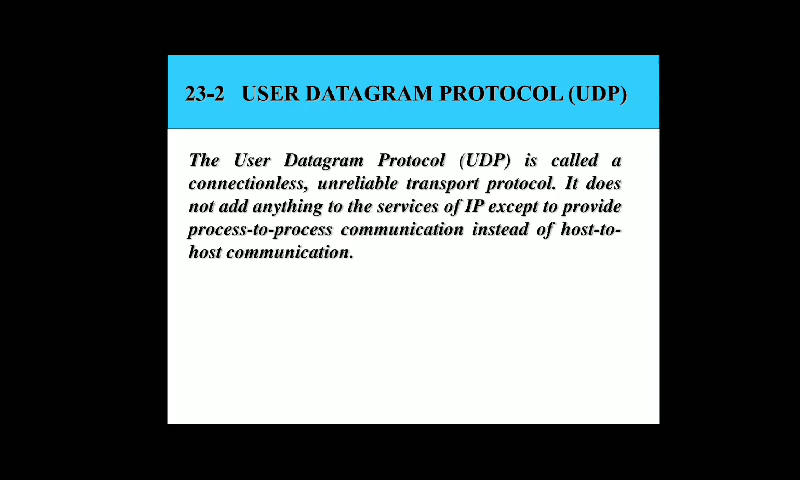 23-2 USER DATAGRAM PROTOCOL (UDP)
The User Datagram Protocol (UDP) is called a
connectionless, unreliable transport protocol. It does
not add anything to the services of IP except to provide
process-to-process communication instead of host-to-
host communication.